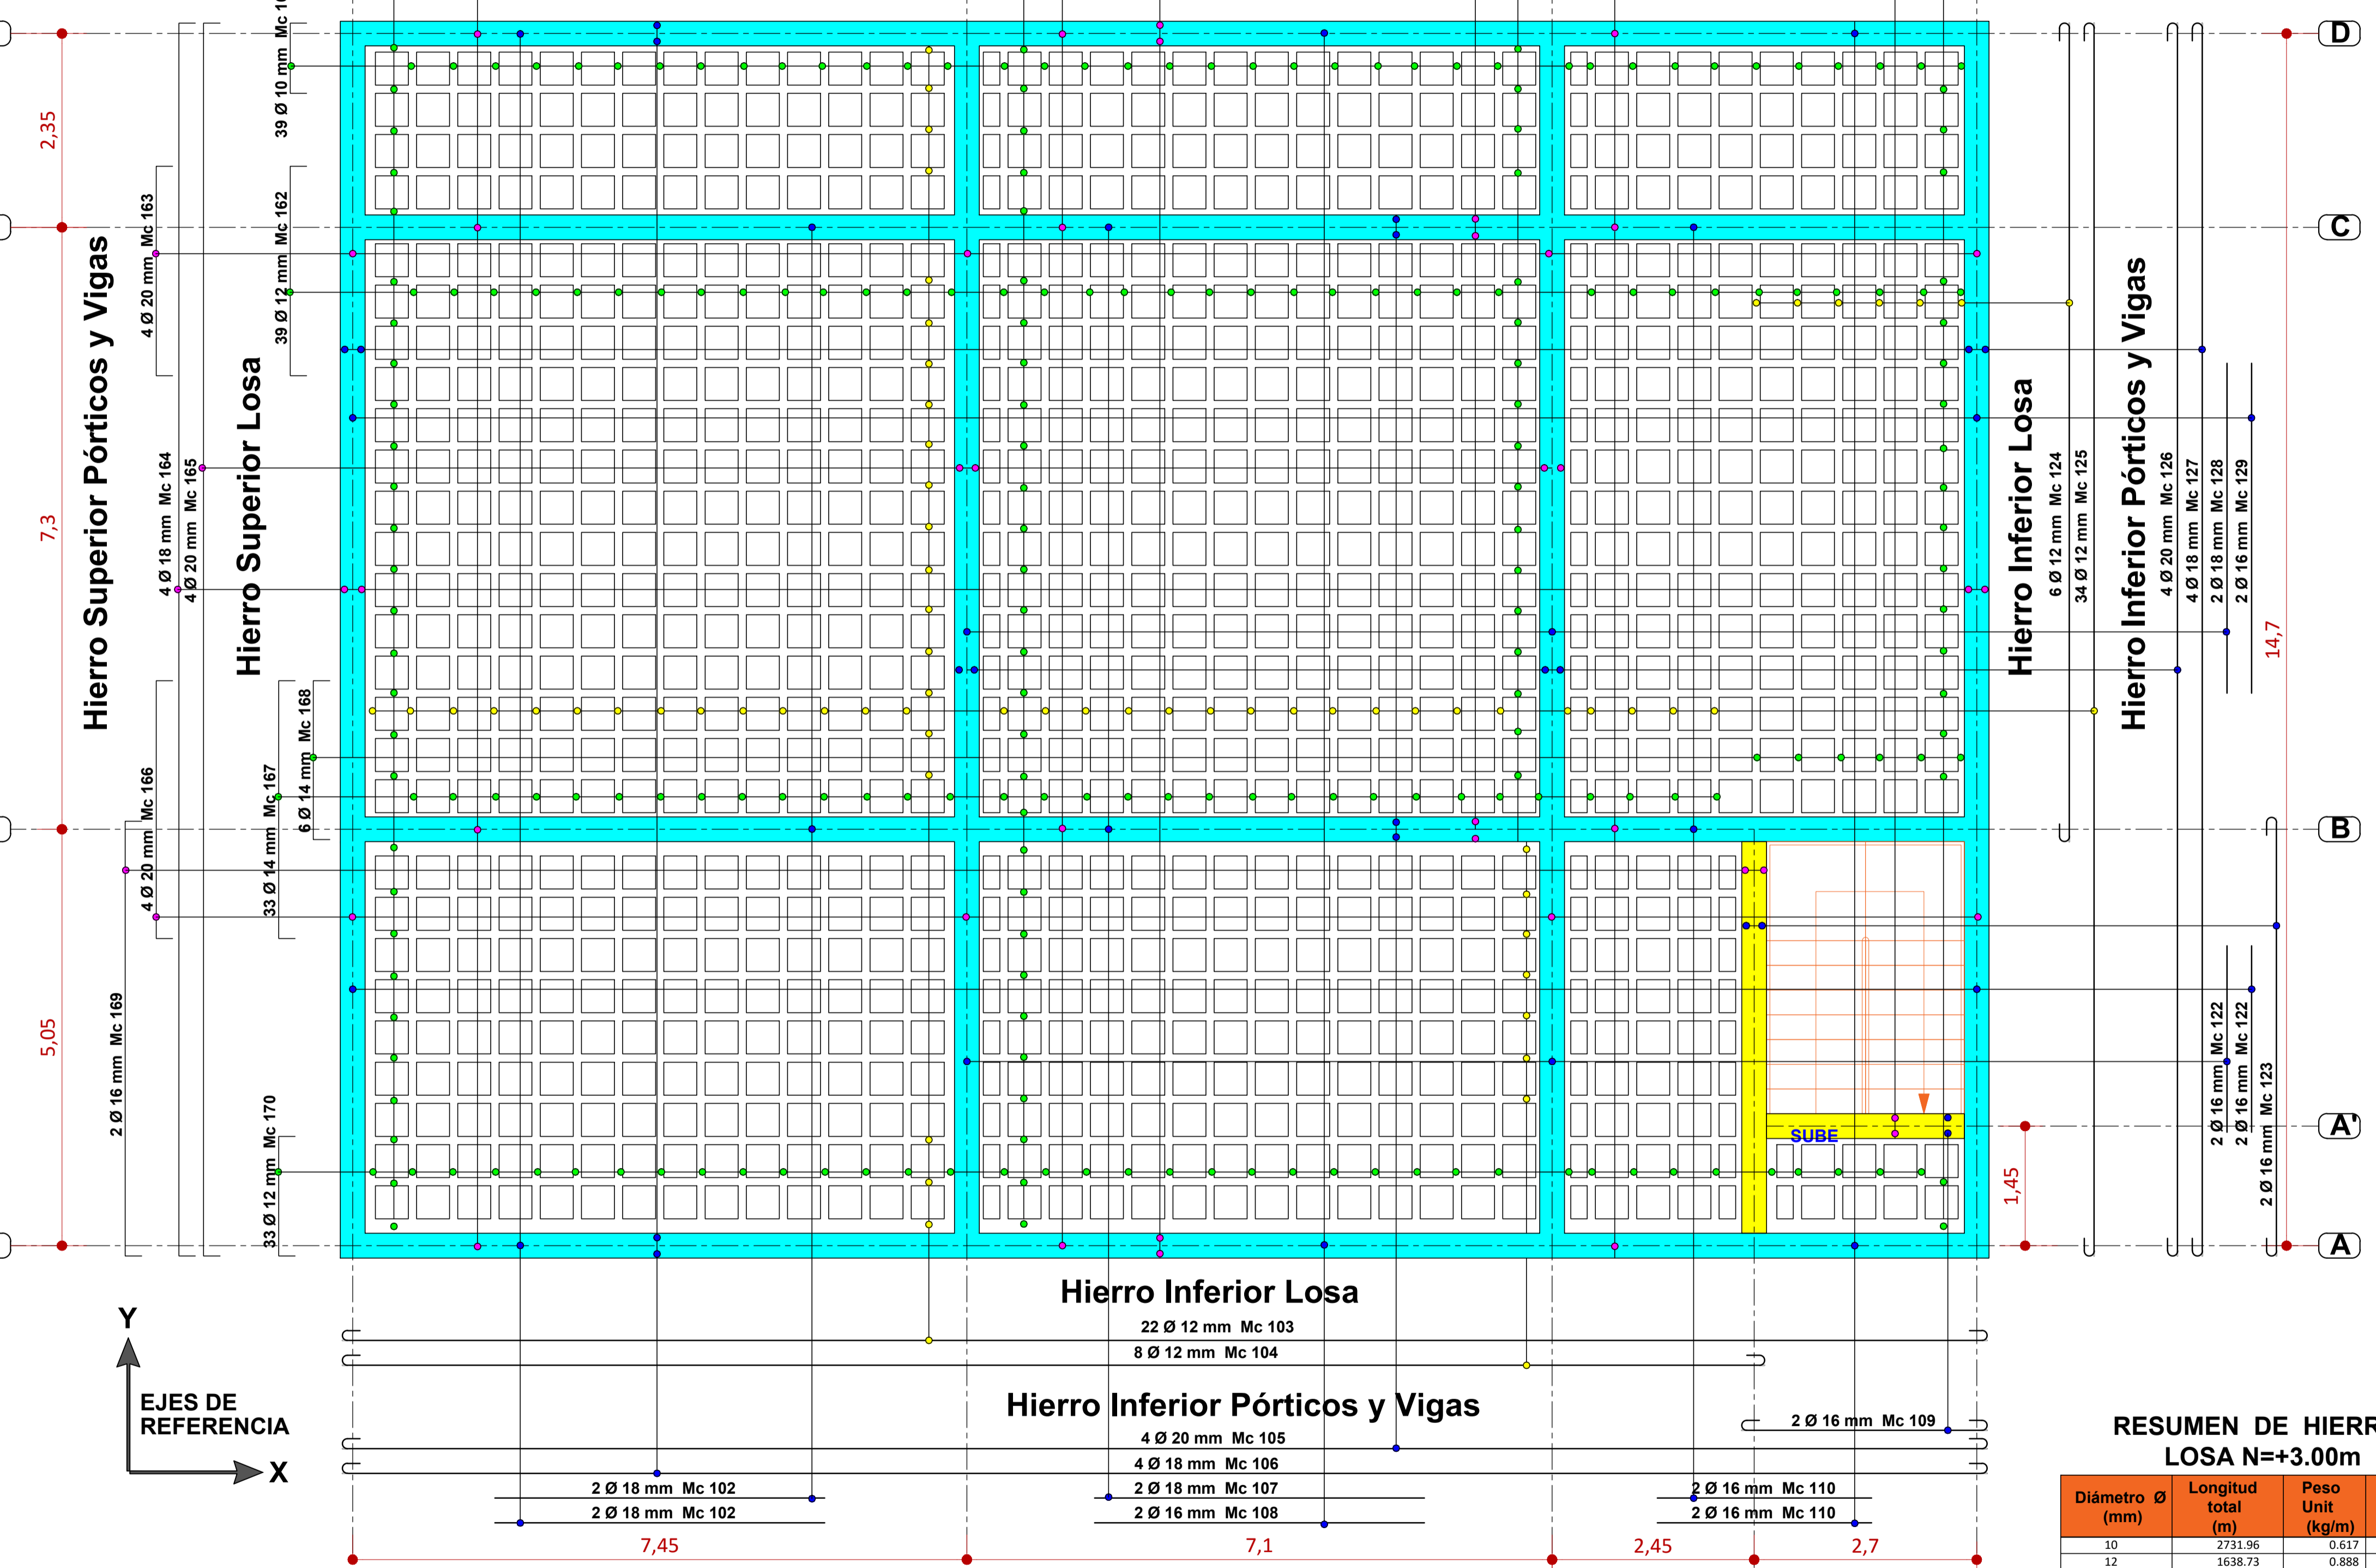 D
C
B
A'
A
2,35
7,3
5,05
Hierro Superior Pórticos y Vigas
4 Ø 20 mm Mc 163
4 Ø 18 mm Mc 164
4 Ø 20 mm Mc 165
4 Ø 20 mm Mc 166
2 Ø 16 mm Mc 169
Hierro Superior Losa
39 Ø 10 mm Mc
39 Ø 12 mm Mc 162
33 Ø 14 mm Mc 167
6 Ø 14 mm Mc 168
33 Ø 12 mm Mc 170
Hierro Inferior Losa
6 Ø 12 mm Mc 124
34 Ø 12 mm Mc 125
Hierro Inferior Pórticos y Vigas
4 Ø 20 mm Mc 126
4 Ø 18 mm Mc 127
2 Ø 18 mm Mc 128
2 Ø 16 mm Mc 129
14,7
2 Ø 16 mm Mc 122
2 Ø 16 mm Mc 122
2 Ø 16 mm Mc 123
1,45
SUBE
Hierro Inferior Losa
22 Ø 12 mm Mc 103
8 Ø 12 mm Mc 104
Hierro Inferior Pórticos y Vigas
2 Ø 16 mm Mc 109
4 Ø 20 mm Mc 105
4 Ø 18 mm Mc 106
2 Ø 18 mm Mc 102
2 Ø 18 mm Mc 107
2 Ø 16 mm Mc 110
2 Ø 18 mm Mc 102
2 Ø 16 mm Mc 108
2 Ø 16 mm Mc 110
7,45
7,1
2,45
2,7
Y
EJES DE
REFERENCIA
X
RESUMEN DE HIERR
LOSA N=+3.00m
Diámetro Ø
(mm)
Longitud
total
(m)
Peso
Unit
(kg/m)
10 2731.96 0.617
12 1638.73 0.888